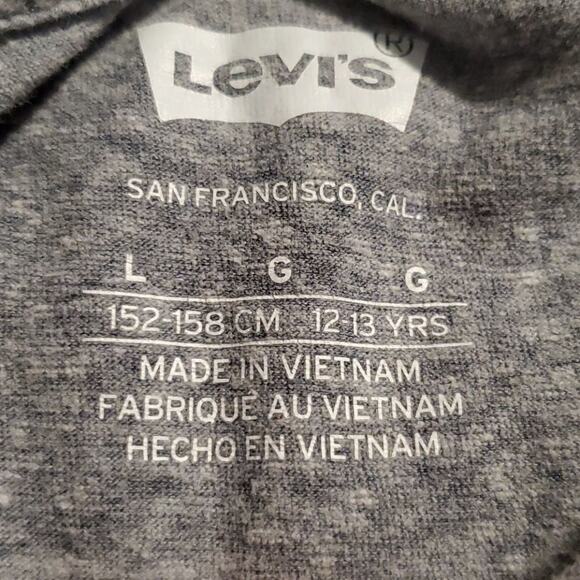 Levi's ®
SAN FRANCISCO, CAL.
L G G
152-158 CM 12-13 YRS
MADE IN VIETNAM
FABRIQUÉ AU VIETNAM
HECHO EN VIETNAM